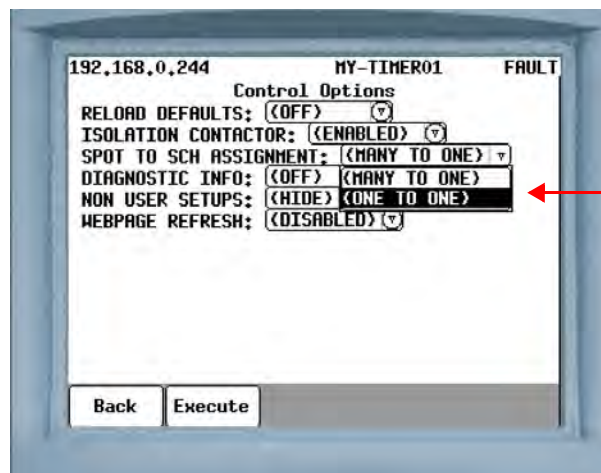 192.168.0.244 MY-TIMER01 FAULT
Control Options
RELOAD DEFAULTS: (OFF)
ISOLATION CONTACTOR: (ENABLED)
SPOT TO SCH ASSIGNMENT: (MANY TO ONE)
DIAGNOSTIC INFO: (OFF) (MANY TO ONE)
NON USER SETUPS: (HIDE) (ONE TO ONE)
WEBPAGE REFRESH: (DISABLED)
Back Execute